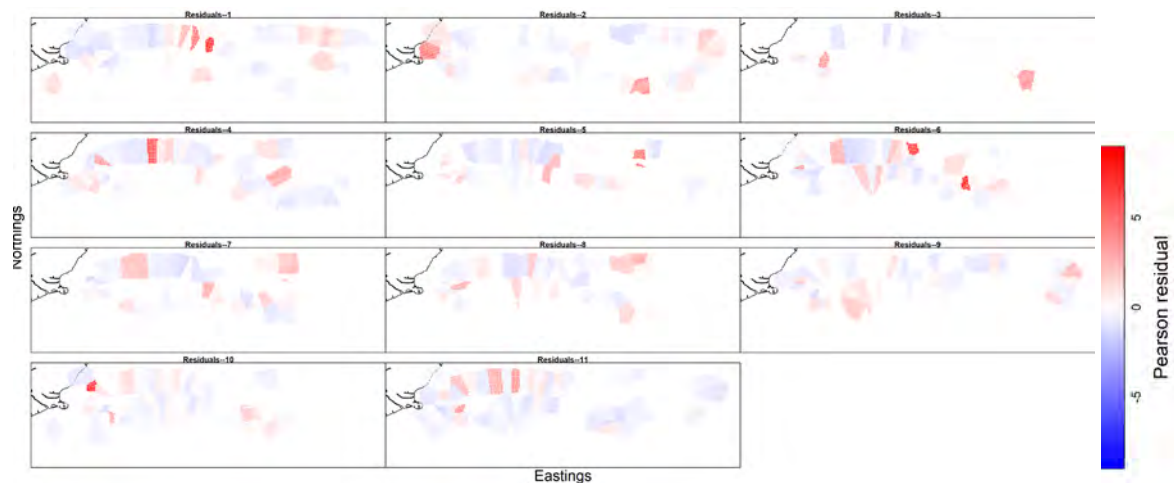 Residuals--1
Residuals--2
Residuals--3
Residuals--4
Residuals--5
Residuals--6
Residuals--7
Residuals--8
Residuals--9
Residuals--10
Residuals--11
Northings
Eastings
5
0
-5
Pearson residual